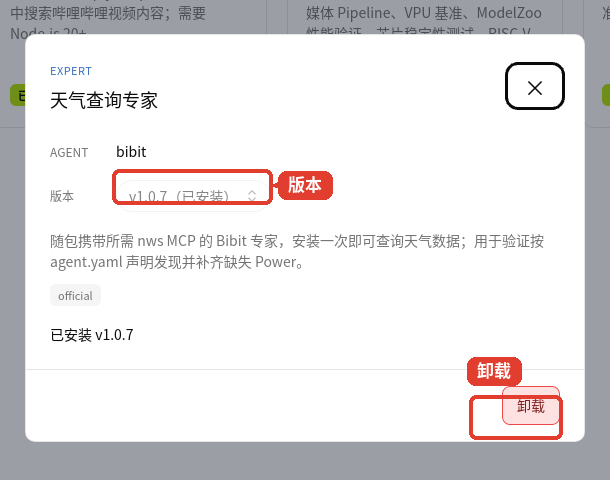 中搜索哔哩哔哩视频内容；需要
媒体 Pipeline、VPU 基准、ModelZoo
Node.js 20+
性能验证、芯片稳定性测试、RISC-V
EXPERT
天气查询专家
AGENT
bibit
版本
v1.0.7（已安装）
版本
随包携带所需 nws MCP 的 Bibit 专家，安装一次即可查询天气数据；用于验证按
agent.yaml 声明发现并补齐缺失 Power。
official
已安装 v1.0.7
卸载
卸载